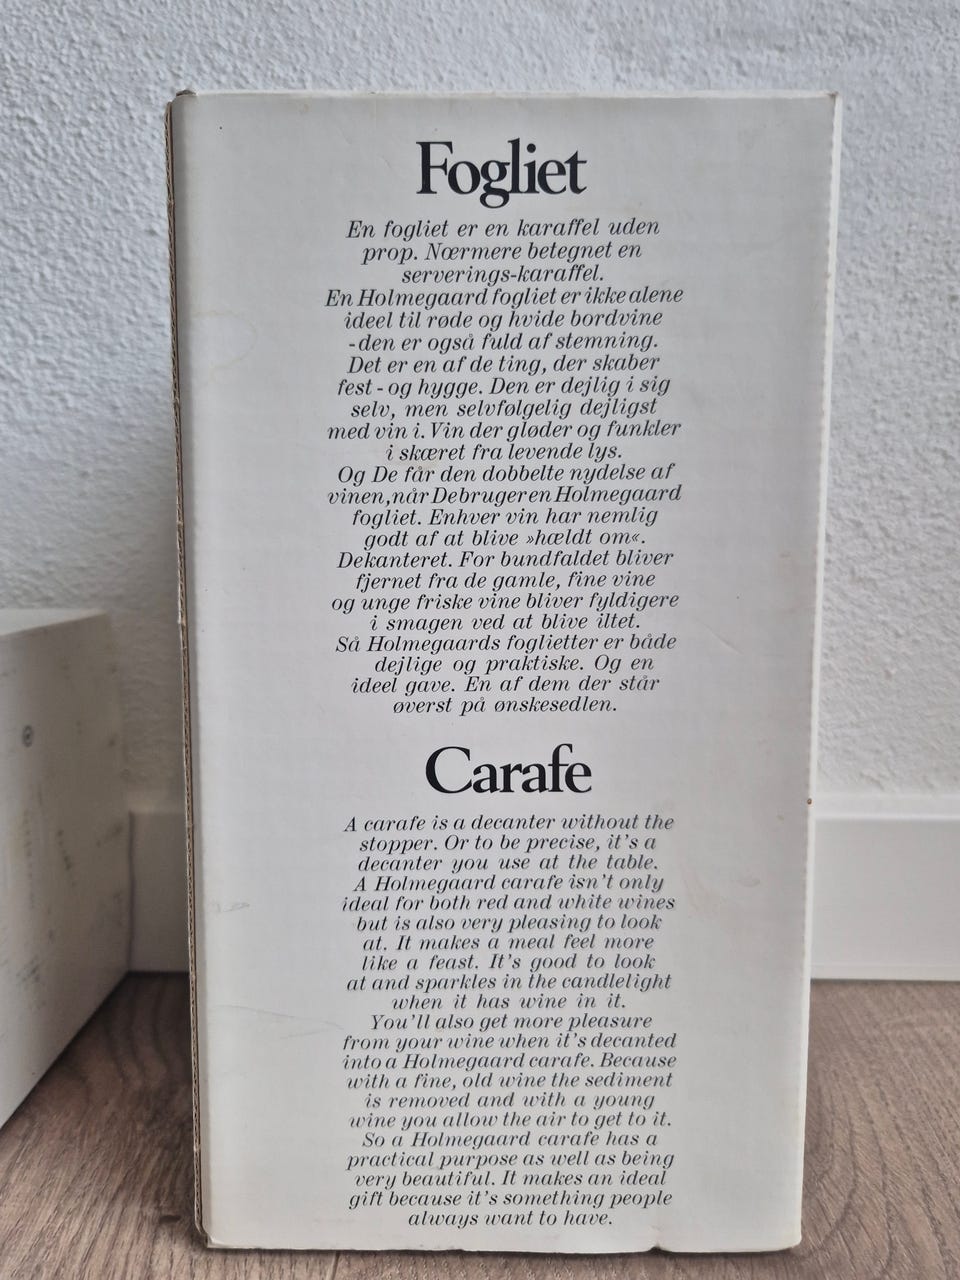 Fogliet
En fogliet er en karaffel uden
prop. Nærmere betegnet en
serverings-karaffel.
En Holmegaard fogliet er ikke alene
ideel til røde og hvide bordvine
- den er også fuld af stemning.
Det er en af de ting, der skaber
fest - og hygge. Den er dejlig i sig
selv, men selvfølgelig dejligst
med vin i. Vin der gløder og funkler
i skæret fra levende lys.
Og De får den dobbelte nydelse af
vinen, når De bruger en Holmegaard
fogliet. Enhver vin har nemlig
godt af at blive »hældt om«.
Dekanteret. For bundfaldet bliver
fjernet fra de gamle, fine vine
og unge friske vine bliver fyldigere
i smagen ved at blive iltet.
Så Holmegaards foglietter er både
dejlige og praktiske. Og en
ideel gave. En af dem der står
øverst på ønskesedlen.
Carafe
A carafe is a decanter without the
stopper. Or to be precise, it's a
decanter you use at the table.
A Holmegaard carafe isn't only
ideal for both red and white wines
but is also very pleasing to look
at. It makes a meal feel more
like a feast. It's good to look
at and sparkles in the candlelight
when it has wine in it.
You'll also get more pleasure
from your wine when it's decanted
into a Holmegaard carafe. Because
with a fine, old wine the sediment
is removed and with a young
wine you allow the air to get to it.
So a Holmegaard carafe has a
practical purpose as well as being
very beautiful. It makes an ideal
gift because it's something people
always want to have.